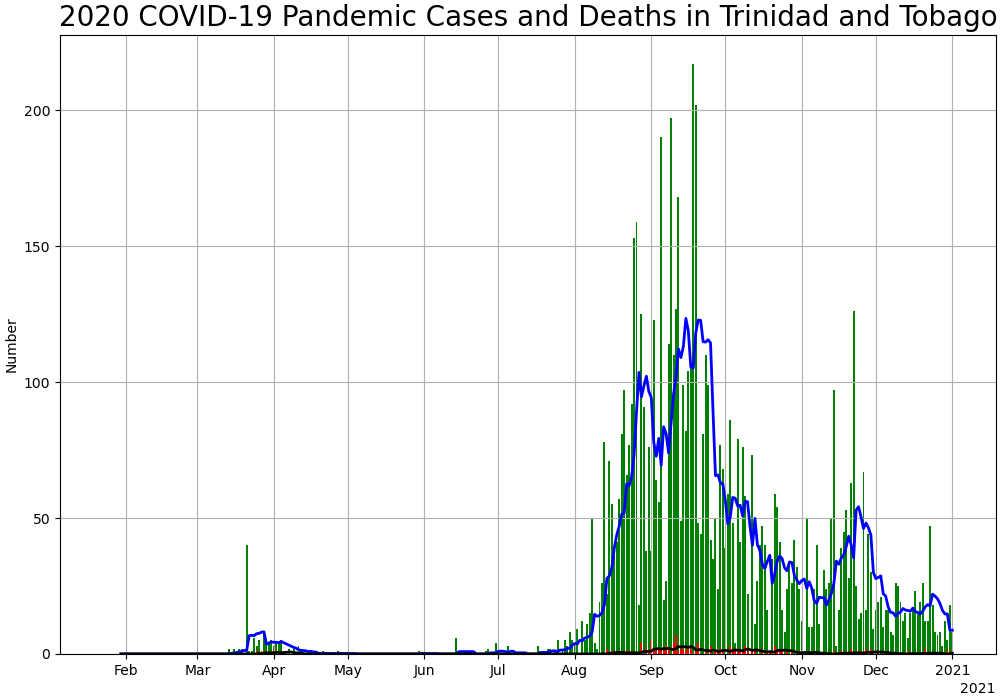 2020 COVID-19 Pandemic Cases and Deaths in Trinidad and Tobago
Number
200
150
100
50
0
Feb Mar Apr May Jun Jul Aug Sep Oct Nov Dec 2021
2021